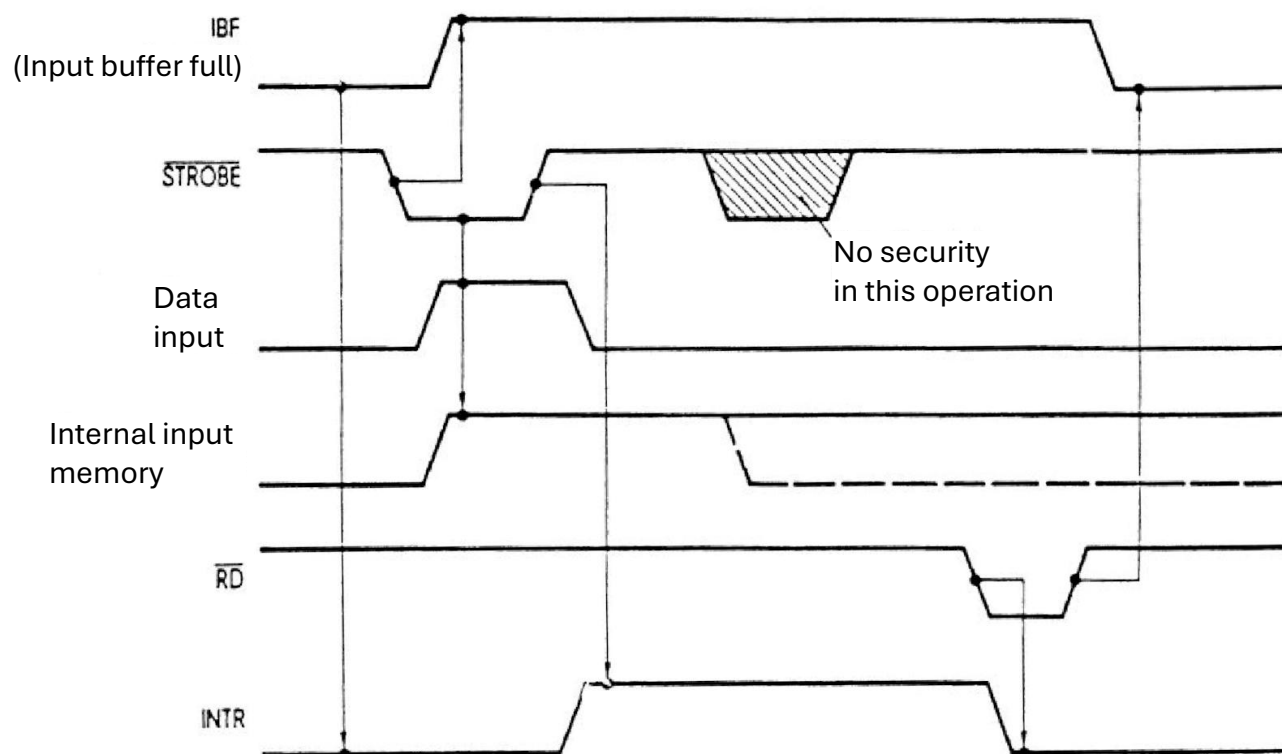 IBF
(Input buffer full)
STROBE
No security
in this operation
Data
input
Internal input
memory
RD
INTR